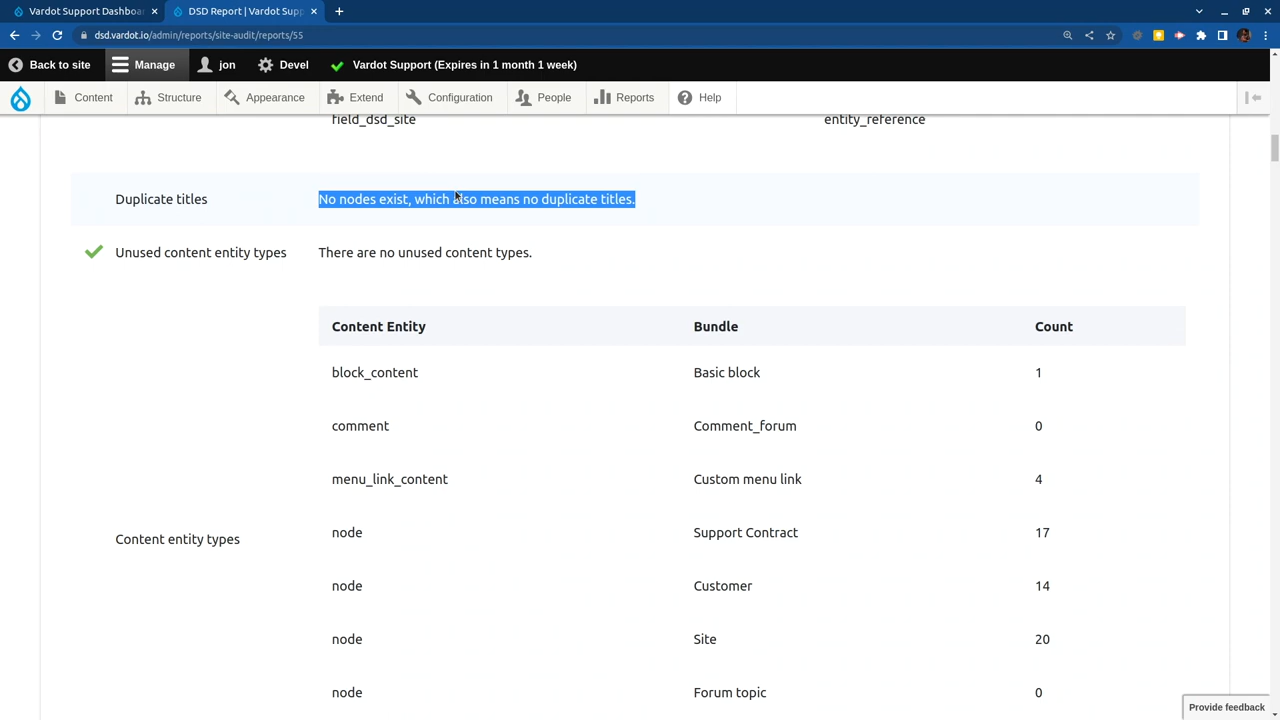 Vardot Support Dashboa
DSD Report | Vardot Supp
dsd.vardot.io/admin/reports/site-audit/reports/55
Back to site
Manage
jon
Devel
Vardot Support (Expires in 1 month 1 week)
Content
Structure
Appearance
Extend
Configuration
People
Reports
Help
field_dsd_site entity_reference
Duplicate titles No nodes exist, which also means no duplicate titles.
Unused content entity types There are no unused content types.
Content Entity Bundle Count
block_content Basic block 1
comment Comment_forum 0
menu_link_content Custom menu link 4
node Support Contract 17
Content entity types
node Customer 14
node Site 20
node Forum topic 0
Provide feedback